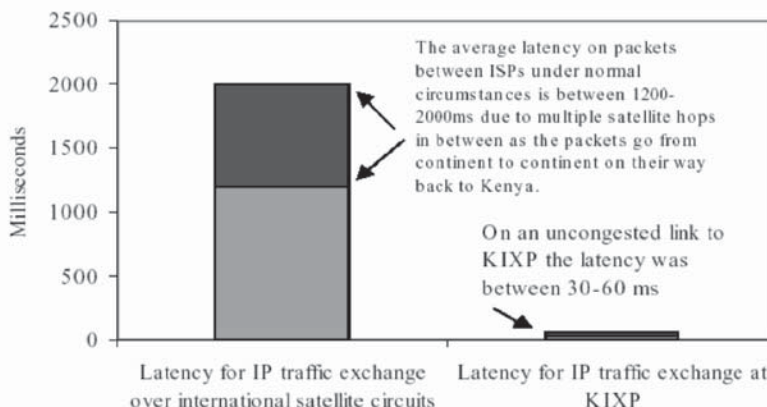 2500
2000
1500
1000
500
0
Milliseconds
The average latency on packets
between ISPs under normal
circumstances is between 1200-
2000ms due to multiple satellite hops
in between as the packets go from
continent to continent on their way
back to Kenya.
On an uncongested link to
KIXP the latency was
between 30-60 ms
Latency for IP traffic exchange
over international satellite circuits
Latency for IP traffic exchange at
KIXP